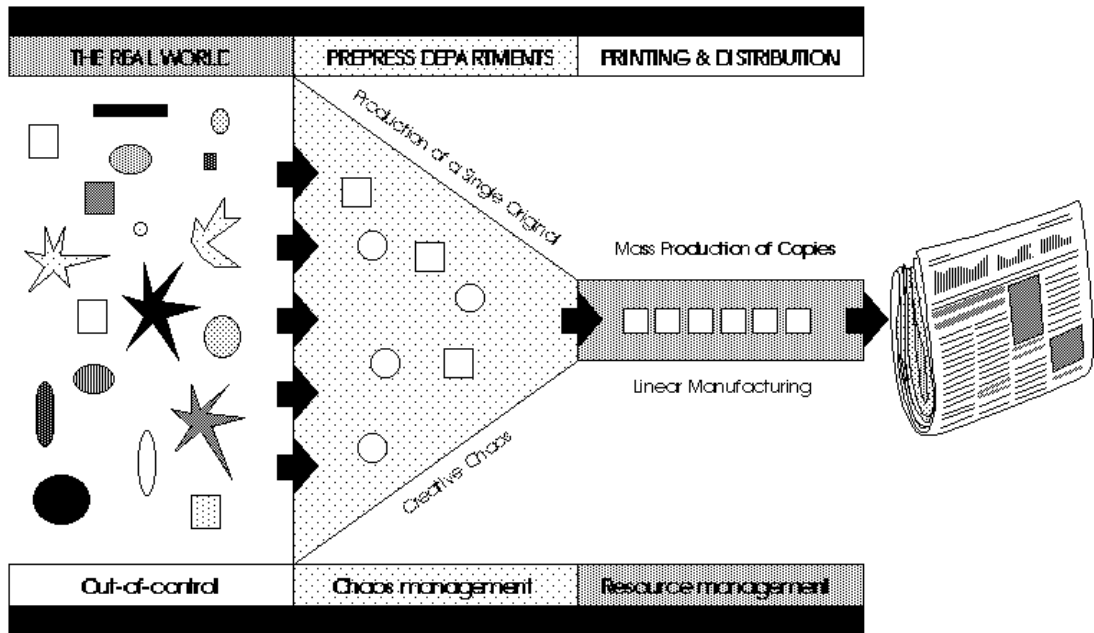 THE REAL WORLD
PREPRESS DEPARTMENTS
PRINTING & DISTRIBUTION
Production of a Single Original
Mass Production of Copies
Linear Manufacturing
Creative Chaos
Out-of-control
Chaos management
Resource management